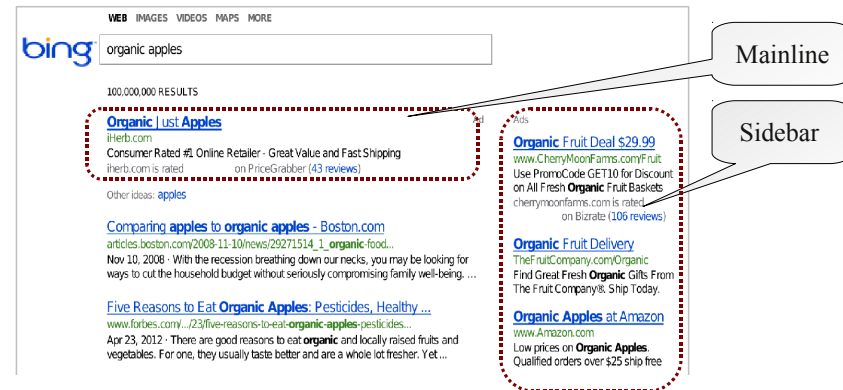 WEB IMAGES VIDEOS MAPS MORE
bing
organic apples
100,000,000 RESULTS
Organic Just Apples
Ad
iHerb.com
Consumer Rated #1 Online Retailer - Great Value and Fast Shipping
iherb.com is rated on PriceGrabber (43 reviews)
Other ideas: apples
Comparing apples to organic apples - Boston.com
articles.boston.com/2008-11-10/news/29271514_1_organic-food...
Nov 10, 2008 · With the recession breathing down our necks, you may be looking for
ways to cut the household budget without seriously compromising family well-being. ...
Five Reasons to Eat Organic Apples: Pesticides, Healthy ...
www.forbes.com/.../23/five-reasons-to-eat-organic-apples-pesticides...
Apr 23, 2012 · There are good reasons to eat organic and locally raised fruits and
vegetables. For one, they usually taste better and are a whole lot fresher. Yet ...
Ads
Organic Fruit Deal $29.99
www.CherryMoonFarms.com/Fruit
Use PromoCode GET10 for Discount
on All Fresh Organic Fruit Baskets
cherrymoonfarms.com is rated
on Bizrate (106 reviews)
Organic Fruit Delivery
TheFruitCompany.com/Organic
Find Great Fresh Organic Gifts From
The Fruit Company®. Ship Today.
Organic Apples at Amazon
www.Amazon.com
Low prices on Organic Apples.
Qualified orders over $25 ship free
Mainline
Sidebar